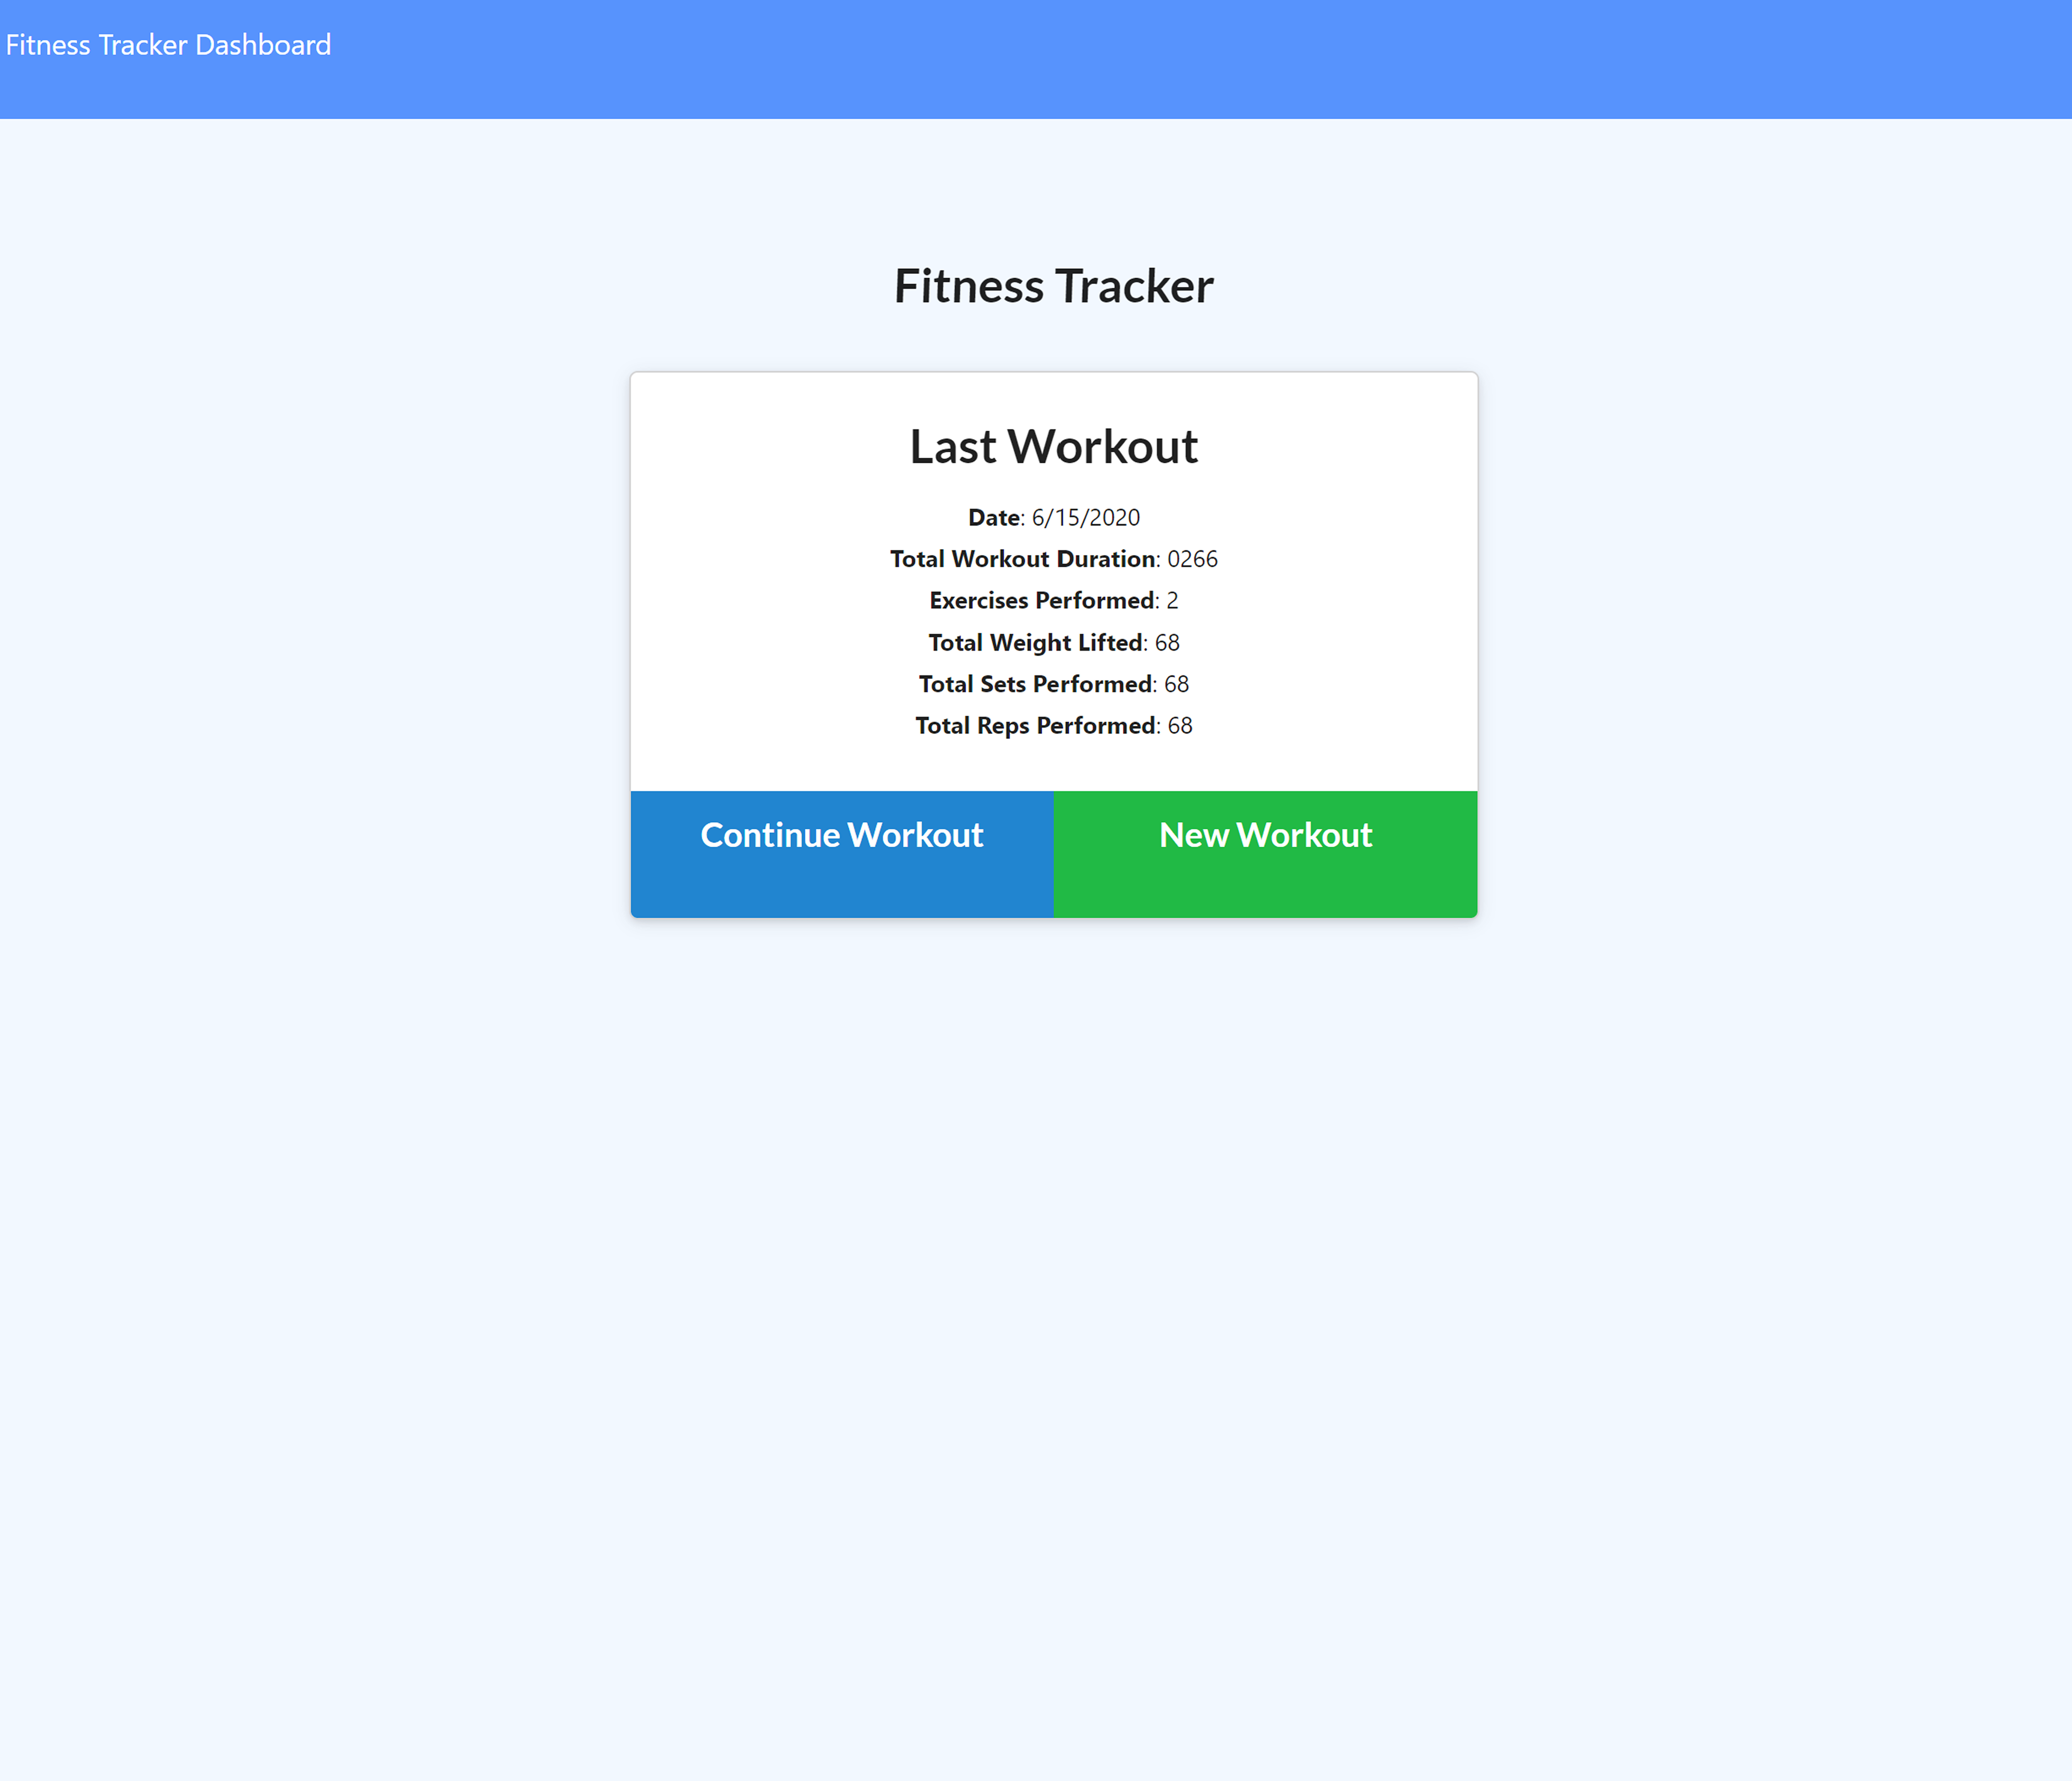 Fitness Tracker Dashboard
Fitness Tracker
Last Workout
Date: 6/15/2020
Total Workout Duration: 0266
Exercises Performed: 2
Total Weight Lifted: 68
Total Sets Performed: 68
Total Reps Performed: 68
Continue Workout New Workout